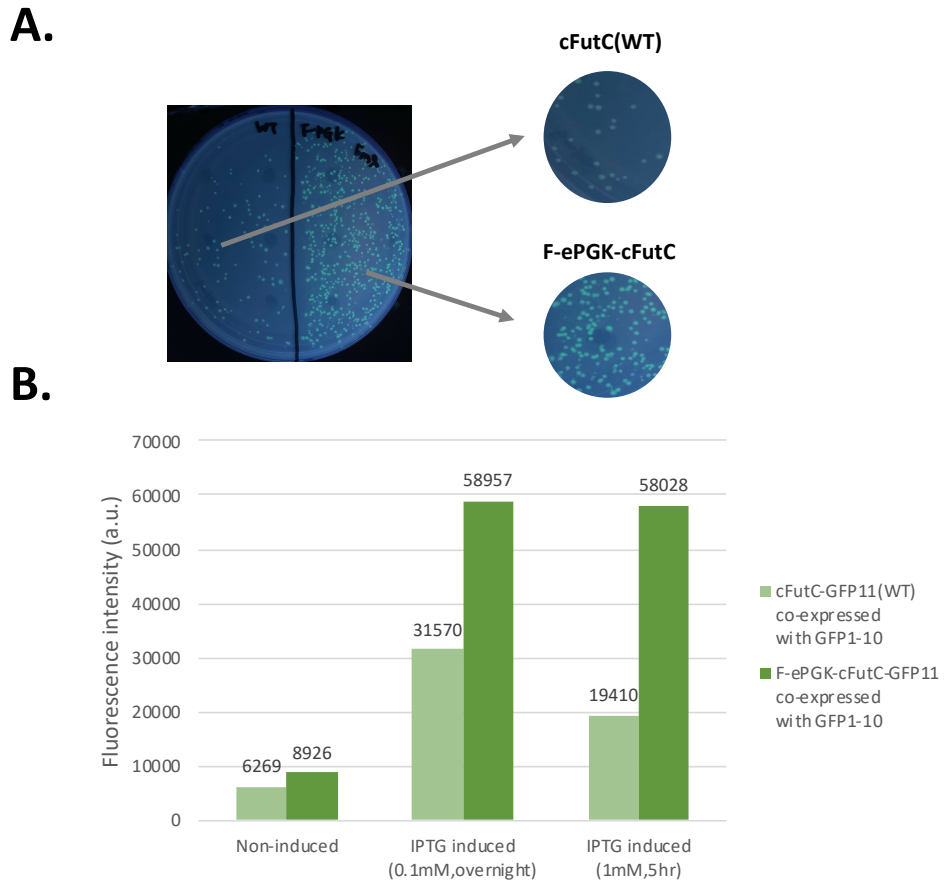 A.
cFutC(WT)
WT
F-PGK
F-ePGK-cFutC
B.
Fluorescence intensity (a.u.)
70000
60000
50000
40000
30000
20000
10000
0
6269
8926
31570
58957
19410
58028
Non-induced
IPTG induced
(0.1mM,overnight)
IPTG induced
(1mM,5hr)
cFutC-GFP11(WT)
co-expressed
with GFP1-10
F-ePGK-cFutC-GFP11
co-expressed
with GFP1-10